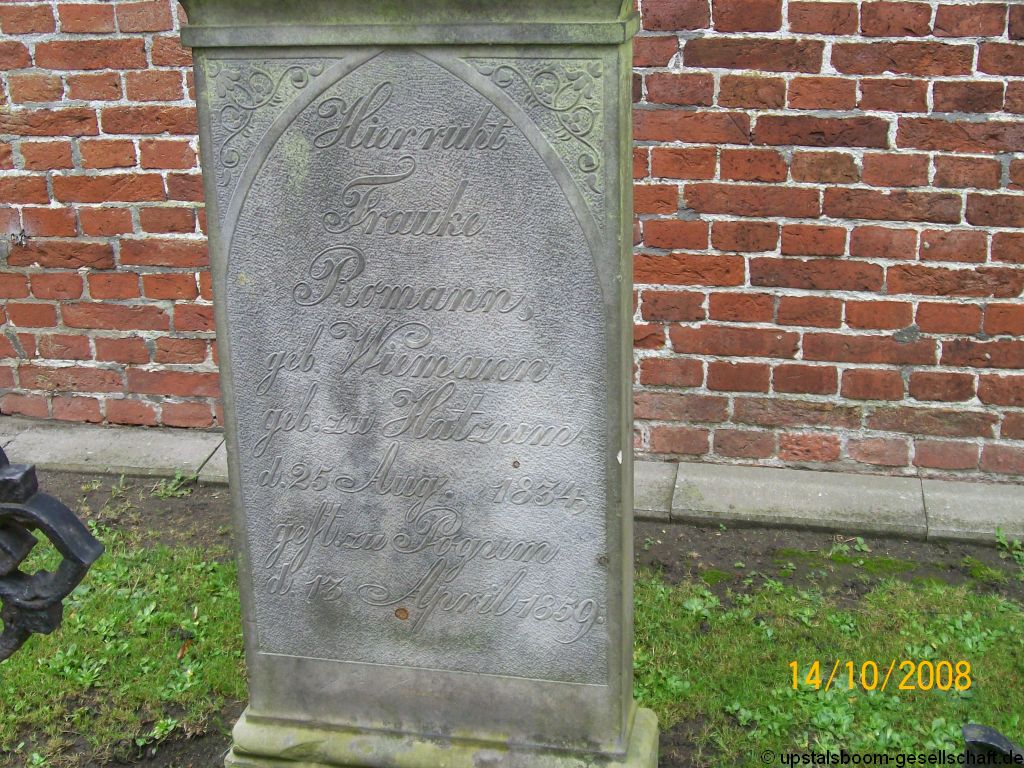 Hier ruht
Frauke
Romann,
geb. Wiemann
geb. zu Hatzum
d. 25 Aug. 1834,
gest. zu Pogum
d. 13 April 1859.
14/10/2008
© upstalsboom-gesellschaft.de